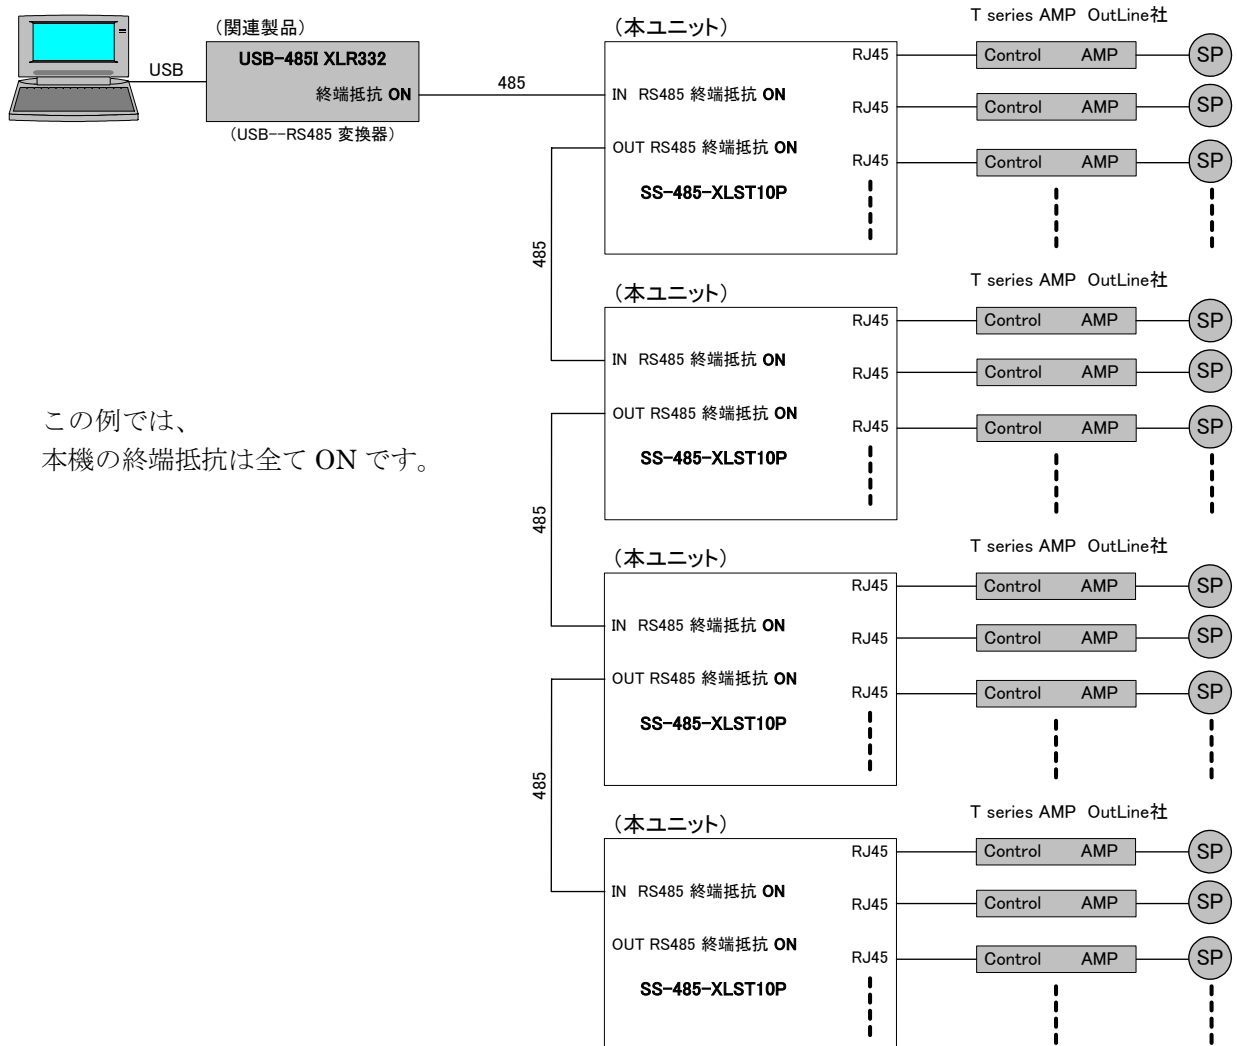 (関連製品)
USB-485I XLR332
終端抵抗 ON
(USB--RS485 変換器)
USB
485
(本ユニット)
T series AMP OutLine社
RJ45
Control AMP
SP
IN RS485 終端抵抗 ON
RJ45
Control AMP
SP
OUT RS485 終端抵抗 ON
RJ45
Control AMP
SP
SS-485-XLST10P
485
(本ユニット)
T series AMP OutLine社
RJ45
Control AMP
SP
IN RS485 終端抵抗 ON
RJ45
Control AMP
SP
OUT RS485 終端抵抗 ON
RJ45
Control AMP
SP
SS-485-XLST10P
この例では、
本機の終端抵抗は全て ON です。
485
(本ユニット)
T series AMP OutLine社
RJ45
Control AMP
SP
IN RS485 終端抵抗 ON
RJ45
Control AMP
SP
OUT RS485 終端抵抗 ON
RJ45
Control AMP
SP
SS-485-XLST10P
485
(本ユニット)
T series AMP OutLine社
RJ45
Control AMP
SP
IN RS485 終端抵抗 ON
RJ45
Control AMP
SP
OUT RS485 終端抵抗 ON
RJ45
Control AMP
SP
SS-485-XLST10P